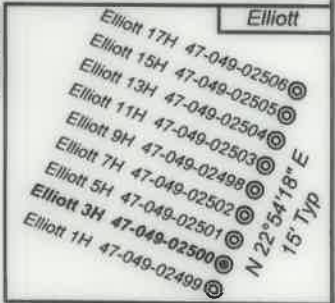 Elliott
Elliott 17H 47-049-02506
Elliott 15H 47-049-02505
Elliott 13H 47-049-02504
Elliott 11H 47-049-02503
Elliott 9H 47-049-02498
Elliott 7H 47-049-02502
Elliott 5H 47-049-02501
Elliott 3H 47-049-02500
Elliott 1H 47-049-02499
N 22°54'18" E
15' Typ